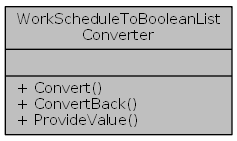 WorkScheduleToBooleanList
Converter
+ Convert()
+ ConvertBack()
+ ProvideValue()